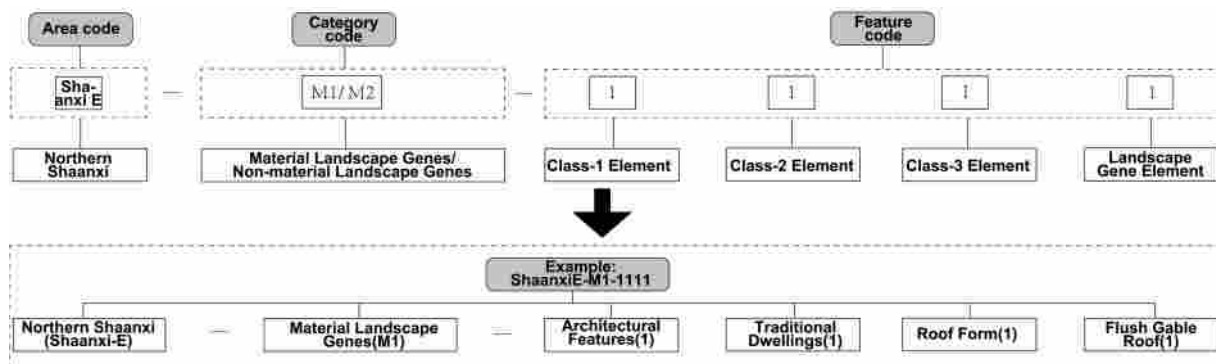 Area code
Category
code
Feature
code
Sha-
anxi E
M1/ M2
1
1
1
1
Northern
Shaanxi
Material Landscape Genes/
Non-material Landscape Genes
Class-1 Element
Class-2 Element
Class-3 Element
Landscape
Gene Element
Example:
ShaanxiE-M1-1111
Northern Shaanxi
(Shaanxi-E)
Material Landscape
Genes(M1)
Architectural
Features(1)
Traditional
Dwellings(1)
Roof Form(1)
Flush Gable
Roof(1)